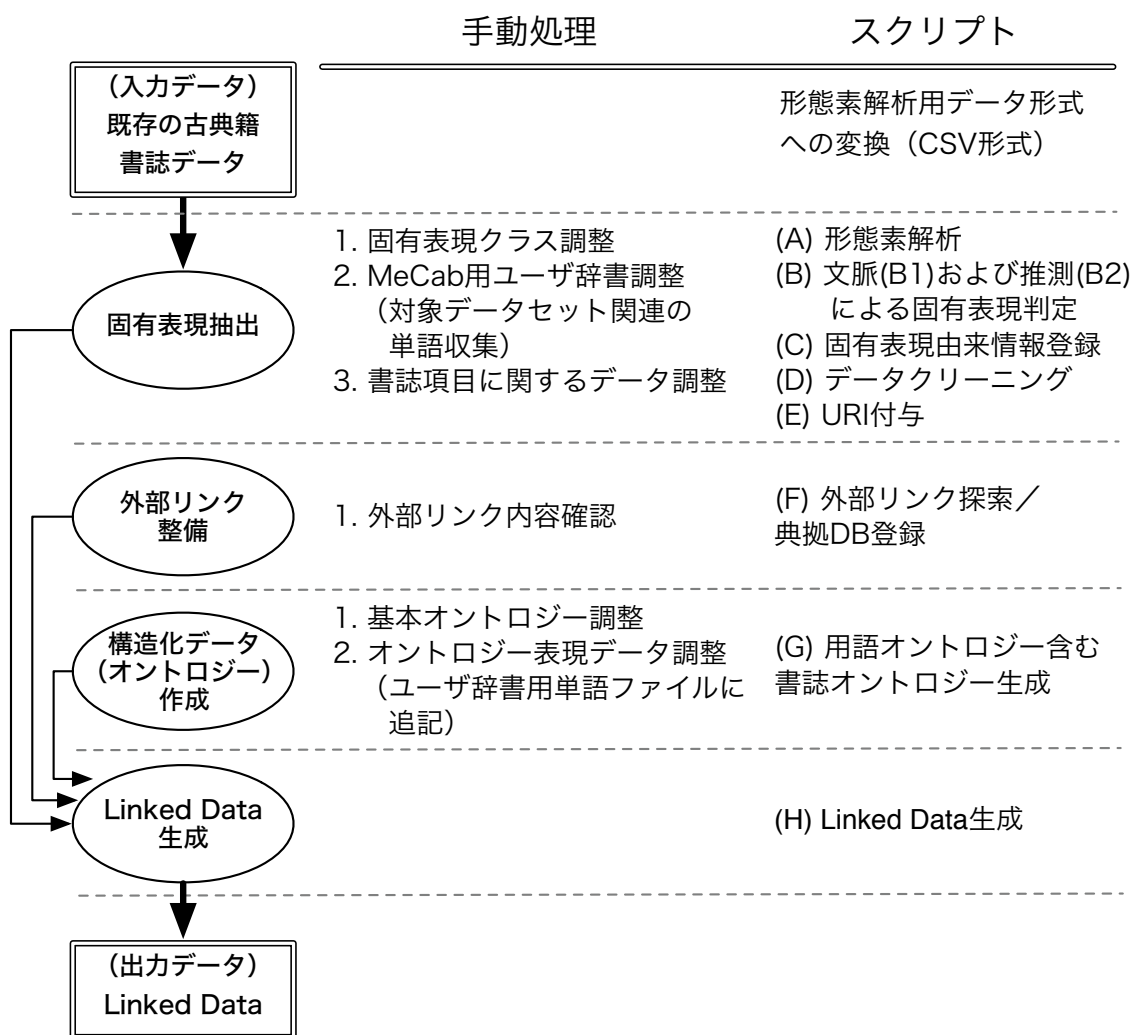 手動処理
スクリプト
(入力データ)
既存の古典籍
書誌データ
形態素解析用データ形式
への変換(CSV形式)
固有表現抽出
1. 固有表現クラス調整
2. MeCab用ユーザ辞書調整
(対象データセット関連の
単語収集)
3. 書誌項目に関するデータ調整
(A) 形態素解析
(B) 文脈(B1)および推測(B2)
による固有表現判定
(C) 固有表現由来情報登録
(D) データクリーニング
(E) URI付与
外部リンク
整備
1. 外部リンク内容確認
(F) 外部リンク探索/
典拠DB登録
構造化データ
(オントロジー)
作成
1. 基本オントロジー調整
2. オントロジー表現データ調整
(ユーザ辞書用単語ファイルに
追記)
(G) 用語オントロジー含む
書誌オントロジー生成
Linked Data
生成
(H) Linked Data生成
(出力データ)
Linked Data